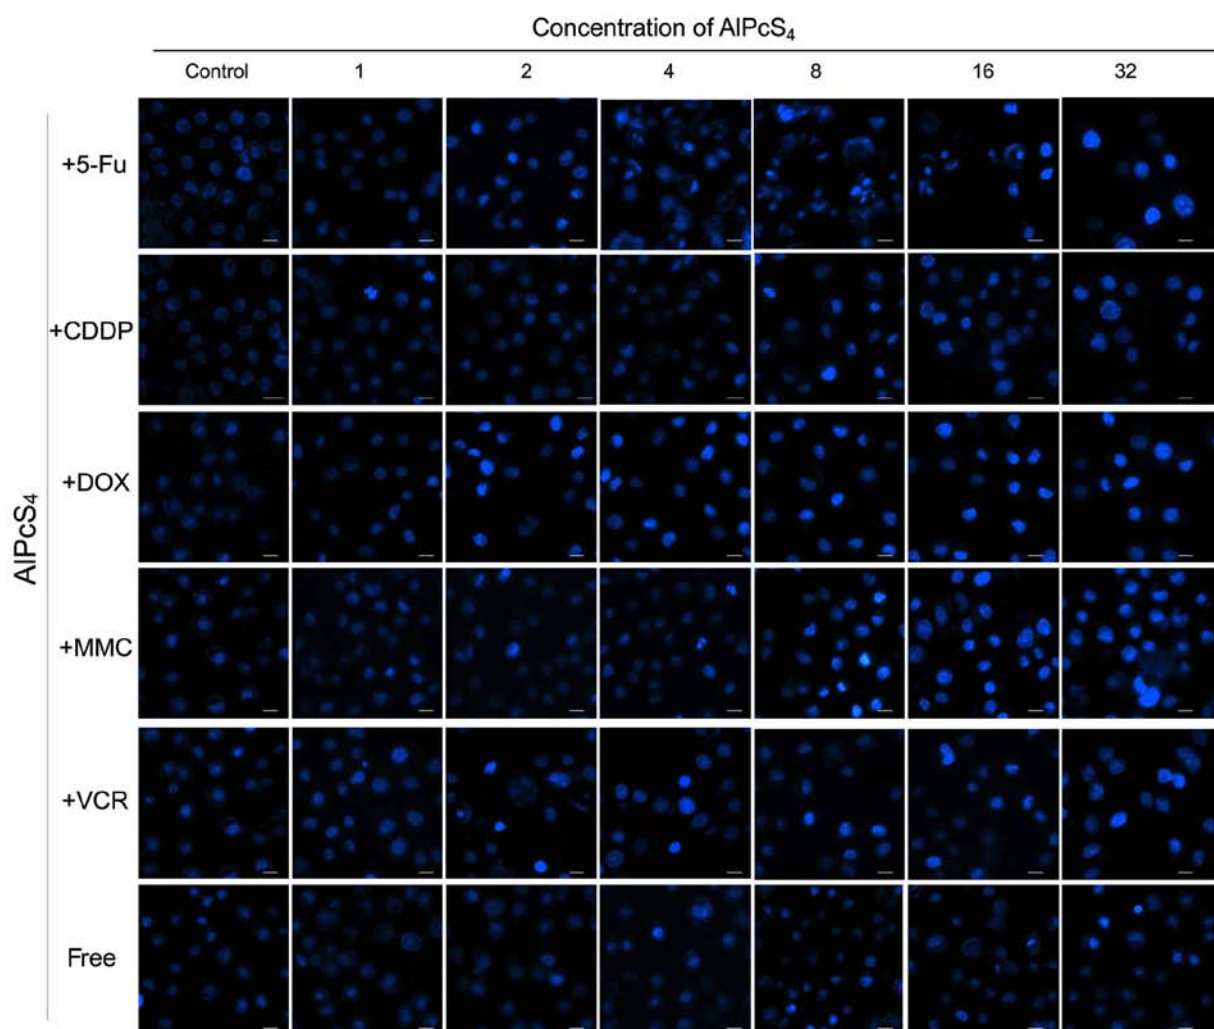 Concentration of AlPcS₄
Control 1 2 4 8 16 32
+5-Fu
+CDDP
+DOX
+MMC
+VCR
Free
AlPcS₄